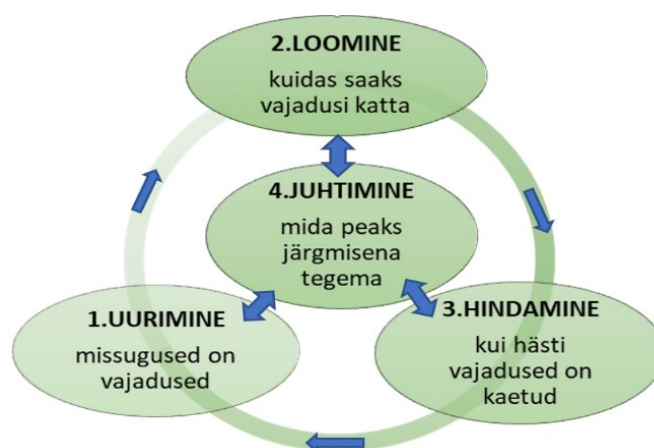 2.LOOMINE
kuidas saaks
vajadusi katta
4.JUHTIMINE
mida peaks
järgmisena
tegema
1.UURIMINE
missugused on
vajadused
3.HINDAMINE
kui hästi
vajadused on
kaetud